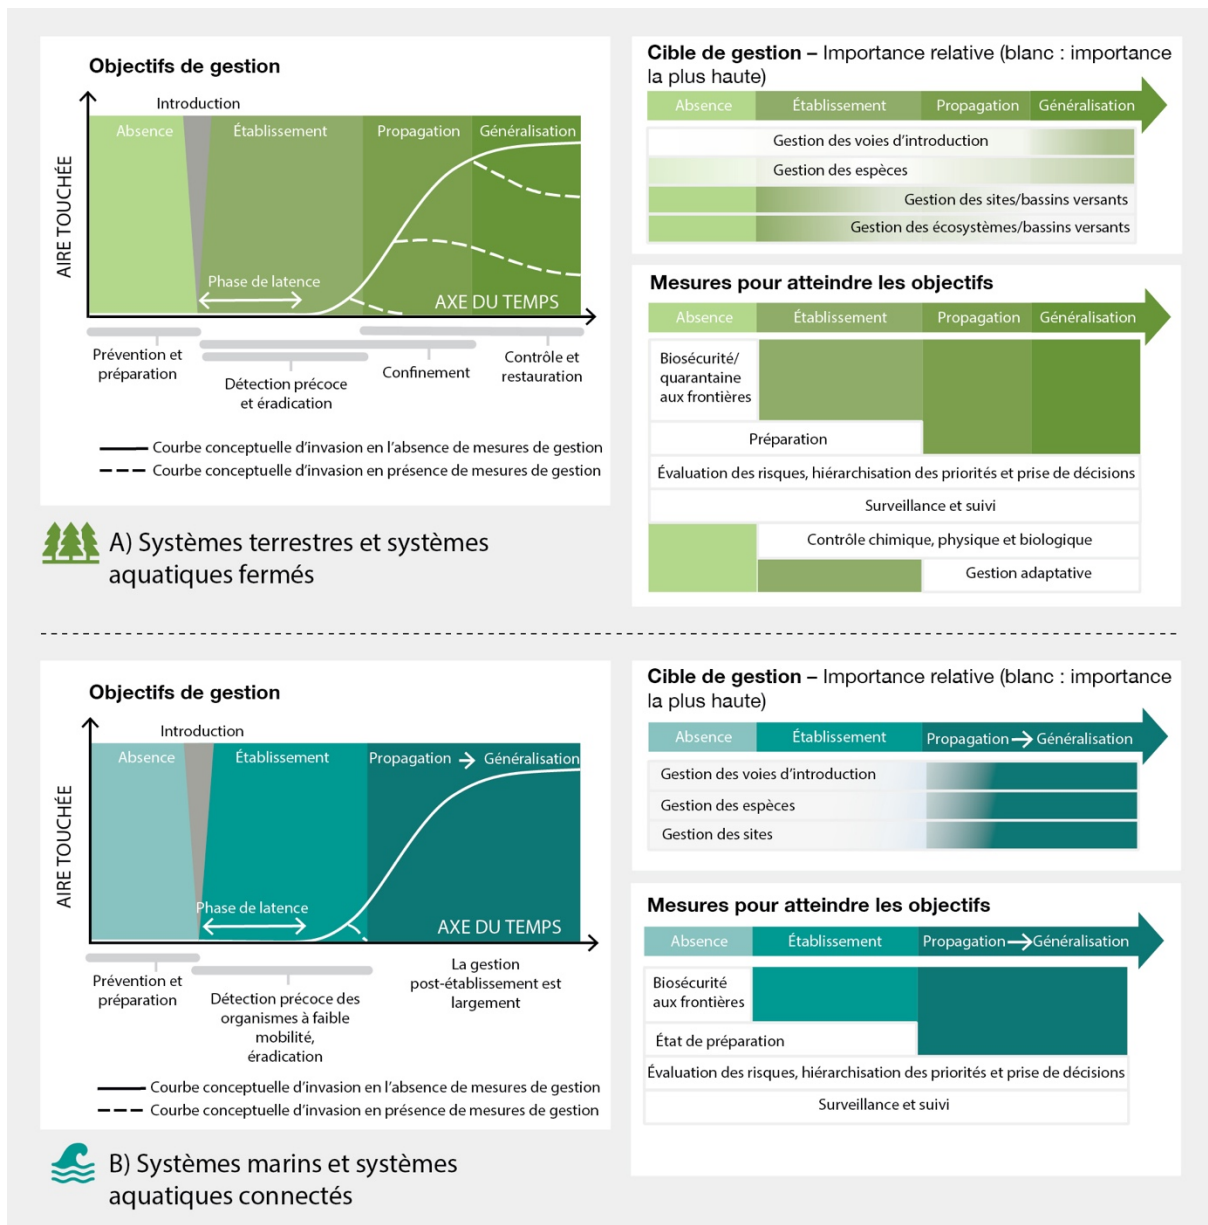 Objectifs de gestion
Introduction
Absence
Établissement
Propagation
Généralisation
AIRE TOUCHÉE
Phase de latence
AXE DU TEMPS
Prévention et
préparation
Détection précoce
et éradication
Confinement
Contrôle et
restauration
Courbe conceptuelle d’invasion en l’absence de mesures de gestion
Courbe conceptuelle d’invasion en présence de mesures de gestion
A) Systèmes terrestres et systèmes
aquatiques fermés
Cible de gestion – Importance relative (blanc : importance
la plus haute)
Absence
Établissement
Propagation
Généralisation
Gestion des voies d’introduction
Gestion des espèces
Gestion des sites/bassins versants
Gestion des écosystèmes/bassins versants
Mesures pour atteindre les objectifs
Absence
Établissement
Propagation
Généralisation
Biosécurité/
quarantaine
aux frontières
Préparation
Évaluation des risques, hiérarchisation des priorités et prise de décisions
Surveillance et suivi
Contrôle chimique, physique et biologique
Gestion adaptative
Objectifs de gestion
Introduction
Absence
Établissement
Propagation → Généralisation
AIRE TOUCHÉE
Phase de latence
AXE DU TEMPS
Prévention et
préparation
Détection précoce des
organismes à faible
mobilité,
éradication
La gestion
post-établissement est
largement
Courbe conceptuelle d’invasion en l’absence de mesures de gestion
Courbe conceptuelle d’invasion en présence de mesures de gestion
B) Systèmes marins et systèmes
aquatiques connectés
Cible de gestion – Importance relative (blanc : importance
la plus haute)
Absence
Établissement
Propagation → Généralisation
Gestion des voies d’introduction
Gestion des espèces
Gestion des sites
Mesures pour atteindre les objectifs
Absence
Établissement
Propagation → Généralisation
Biosécurité
aux frontières
État de préparation
Évaluation des risques, hiérarchisation des priorités et prise de décisions
Surveillance et suivi